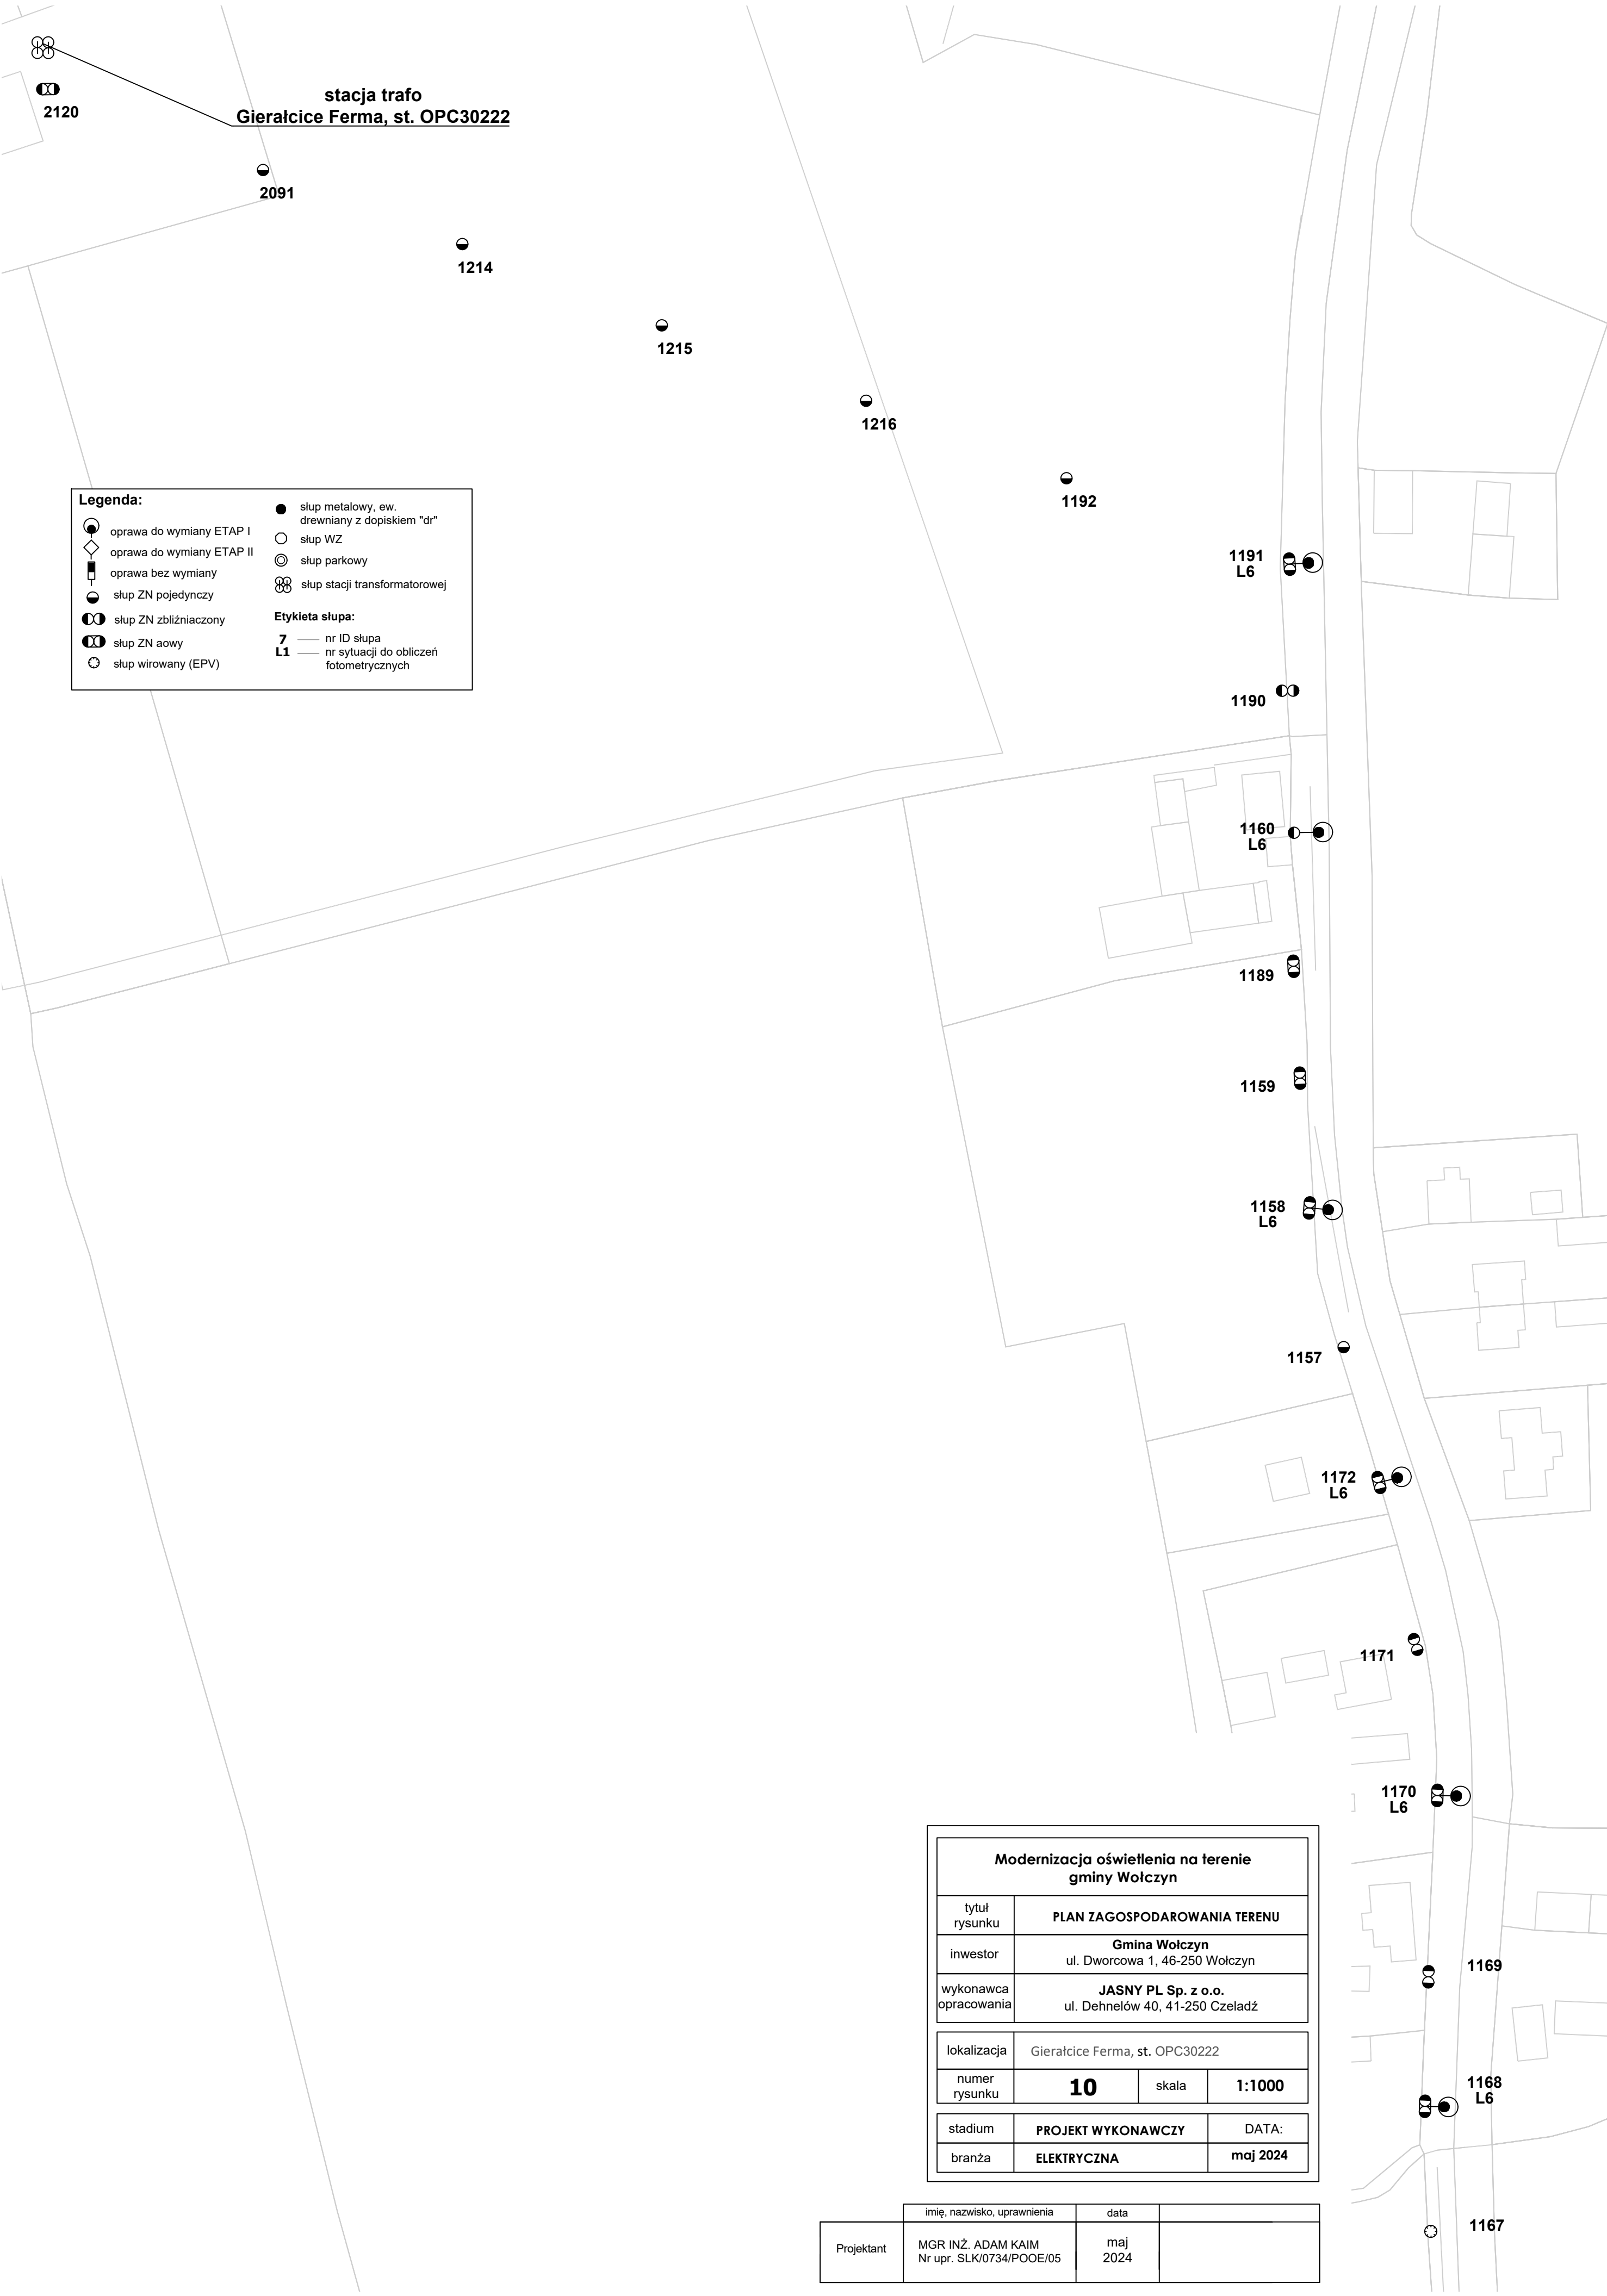 stacja trafo
Gierałcice Ferma, st. OPC30222
2120
2091
1214
1215
1216
1192
Legenda:
oprawa do wymiany ETAP I
oprawa do wymiany ETAP II
oprawa bez wymiany
słup ZN pojedynczy
słup ZN zbliźniaczony
słup ZN aowy
słup wirowany (EPV)
słup metalowy, ew.
drewniany z dopiskiem "dr"
słup WZ
słup parkowy
słup stacji transformatorowej
Etykieta słupa:
7 nr ID słupa
L1 nr sytuacji do obliczeń
fotometrycznych
1191
L6
1190
1160
L6
1189
1159
1158
L6
1157
1172
L6
1171
1170
L6
1169
1168
L6
1167
Modernizacja oświetlenia na terenie
gminy Wołczyn
tytuł
rysunku
PLAN ZAGOSPODAROWANIA TERENU
inwestor
Gmina Wołczyn
ul. Dworcowa 1, 46-250 Wołczyn
wykonawca
opracowania
JASNY PL Sp. z o.o.
ul. Dehnelów 40, 41-250 Czeladź
lokalizacja
Gierałcice Ferma, st. OPC30222
numer
rysunku
10
skala
1:1000
stadium
PROJEKT WYKONAWCZY
DATA:
branża
ELEKTRYCZNA
maj 2024
imię, nazwisko, uprawnienia
data
Projektant
MGR INŻ. ADAM KAIM
Nr upr. SLK/0734/POOE/05
maj
2024